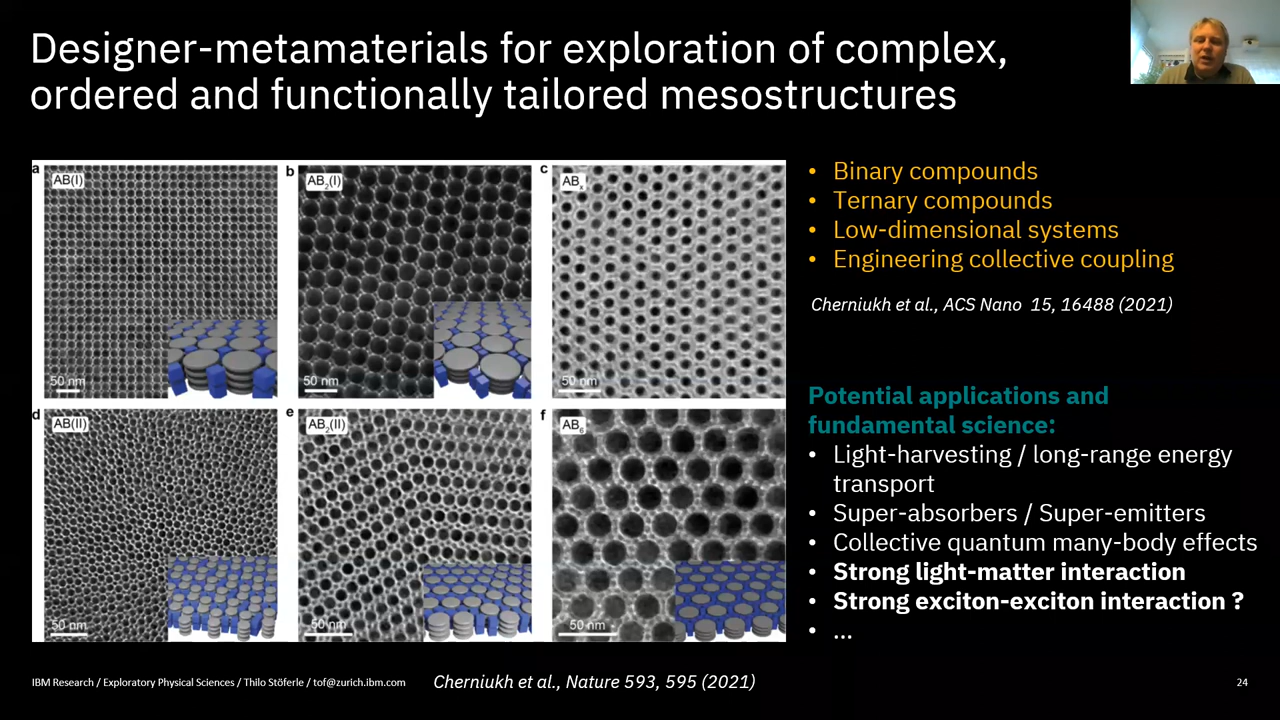 Designer-metamaterials for exploration of complex,
ordered and functionally tailored mesostructures
a
AB(I)
50 nm
b
AB₂(I)
50 nm
c
ABₓ
50 nm
d
AB(II)
50 nm
e
AB₂(II)
50 nm
f
AB₆
50 nm
• Binary compounds
• Ternary compounds
• Low-dimensional systems
• Engineering collective coupling
Cherniukh et al., ACS Nano 15, 16488 (2021)
Potential applications and
fundamental science:
• Light-harvesting / long-range energy
transport
• Super-absorbers / Super-emitters
• Collective quantum many-body effects
• Strong light-matter interaction
• Strong exciton-exciton interaction ?
• ...
IBM Research / Exploratory Physical Sciences / Thilo Stöferle / tof@zurich.ibm.com
Cherniukh et al., Nature 593, 595 (2021)
24